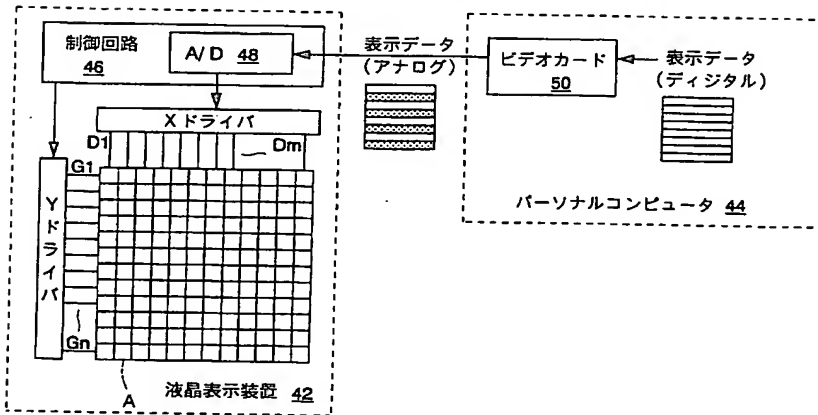 制御回路
46
A/D 48
表示データ
(アナログ)
ビデオカード
50
表示データ
(ディジタル)
Xドライバ
D1
Dm
G1
Yドライバ
Gn
A
液晶表示装置 42
パーソナルコンピュータ 44